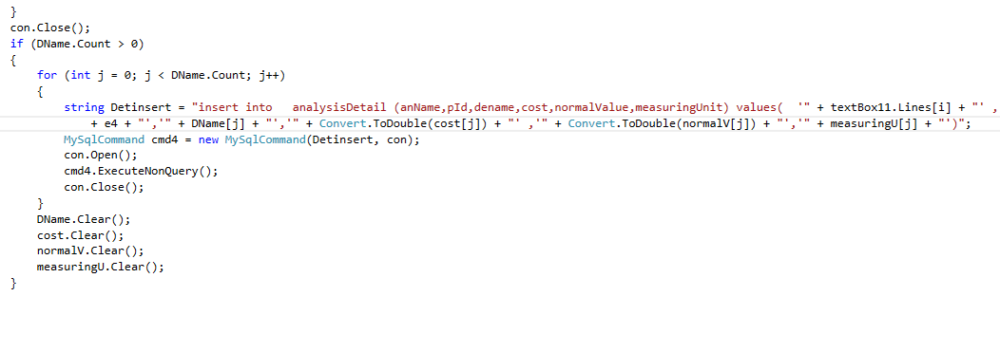 }
con.Close();
if (DName.Count > 0)
{
for (int j = 0; j < DName.Count; j++)
{
string Detinsert = "insert into   analysisDetail (anName,pId,dename,cost,normalValue,measuringUnit) values(  '" + textBox11.Lines[i] + "' ,
+ e4 + "','" + DName[j] + "','" + Convert.ToDouble(cost[j]) + "' ,'" + Convert.ToDouble(normalV[j]) + "','" + measuringU[j] + "')";
MySqlCommand cmd4 = new MySqlCommand(Detinsert, con);
con.Open();
cmd4.ExecuteNonQuery();
con.Close();
}
DName.Clear();
cost.Clear();
normalV.Clear();
measuringU.Clear();
}